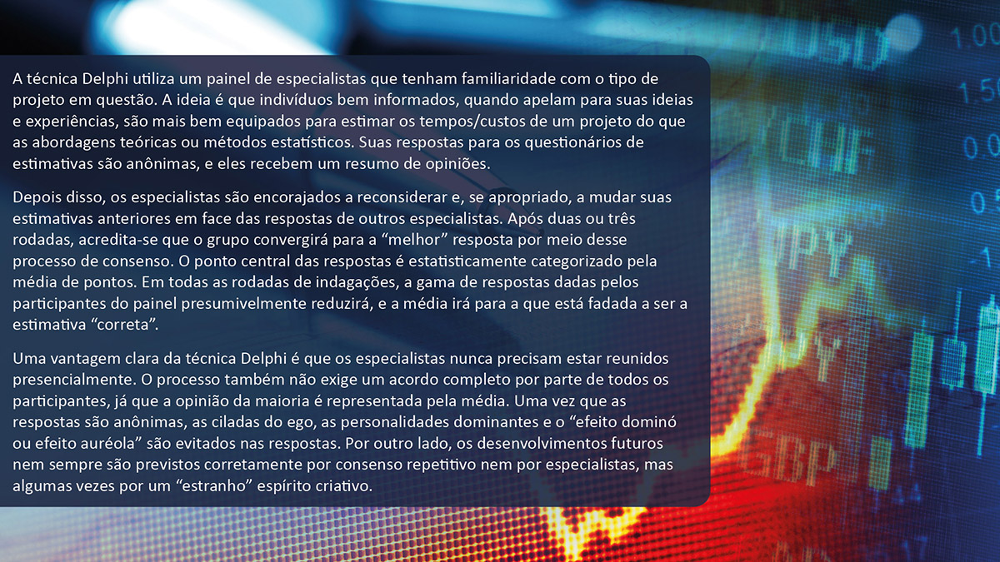 A técnica Delphi utiliza um painel de especialistas que tenham familiaridade com o tipo de
projeto em questão. A ideia é que indivíduos bem informados, quando apelam para suas ideias
e experiências, são mais bem equipados para estimar os tempos/custos de um projeto do que
as abordagens teóricas ou métodos estatísticos. Suas respostas para os questionários de
estimativas são anônimas, e eles recebem um resumo de opiniões.
Depois disso, os especialistas são encorajados a reconsiderar e, se apropriado, a mudar suas
estimativas anteriores em face das respostas de outros especialistas. Após duas ou três
rodadas, acredita-se que o grupo convergirá para a “melhor” resposta por meio desse
processo de consenso. O ponto central das respostas é estatisticamente categorizado pela
média de pontos. Em todas as rodadas de indagações, a gama de respostas dadas pelos
participantes do painel presumivelmente reduzirá, e a média irá para a que está fadada a ser a
estimativa “correta”.
Uma vantagem clara da técnica Delphi é que os especialistas nunca precisam estar reunidos
presencialmente. O processo também não exige um acordo completo por parte de todos os
participantes, já que a opinião da maioria é representada pela média. Uma vez que as
respostas são anônimas, as ciladas do ego, as personalidades dominantes e o “efeito dominó
ou efeito auréola” são evitados nas respostas. Por outro lado, os desenvolvimentos futuros
nem sempre são previstos corretamente por consenso repetitivo nem por especialistas, mas
algumas vezes por um “estranho” espírito criativo.
USD
JPY
GBP